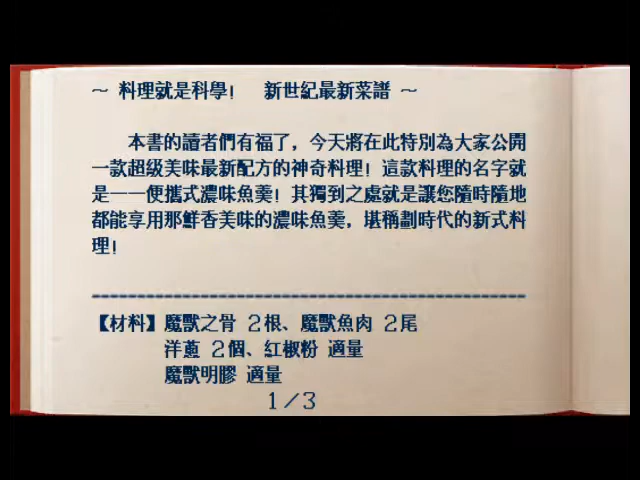 ～ 料理就是科學!　新世紀最新菜譜 ～
本書的讀者們有福了，今天將在此特別為大家公開
一款超級美味最新配方的神奇料理! 這款料理的名字就
是——便攜式濃味魚羹! 其獨到之處就是讓您隨時隨地
都能享用那鮮香美味的濃味魚羹，堪稱劃時代的新式料
理!
【材料】魔獸之骨 2根、魔獸魚肉 2尾
洋蔥 2個、紅椒粉 適量
魔獸明膠 適量
1/3